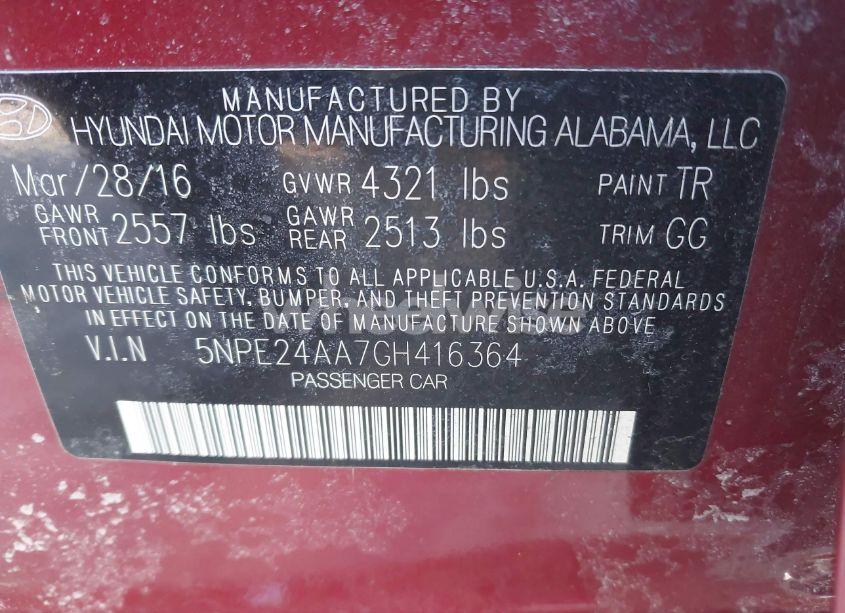 MANUFACTURED BY
HYUNDAI MOTOR MANUFACTURING ALABAMA, LLC
Mar/28/16 GVWR 4321 lbs PAINT TR
GAWR FRONT 2557 lbs GAWR REAR 2513 lbs TRIM GG
THIS VEHICLE CONFORMS TO ALL APPLICABLE U.S.A. FEDERAL
MOTOR VEHICLE SAFETY, BUMPER, AND THEFT PREVENTION STANDARDS
IN EFFECT ON THE DATE OF MANUFACTURE SHOWN ABOVE
V.I.N 5NPE24AA7GH416364
PASSENGER CAR